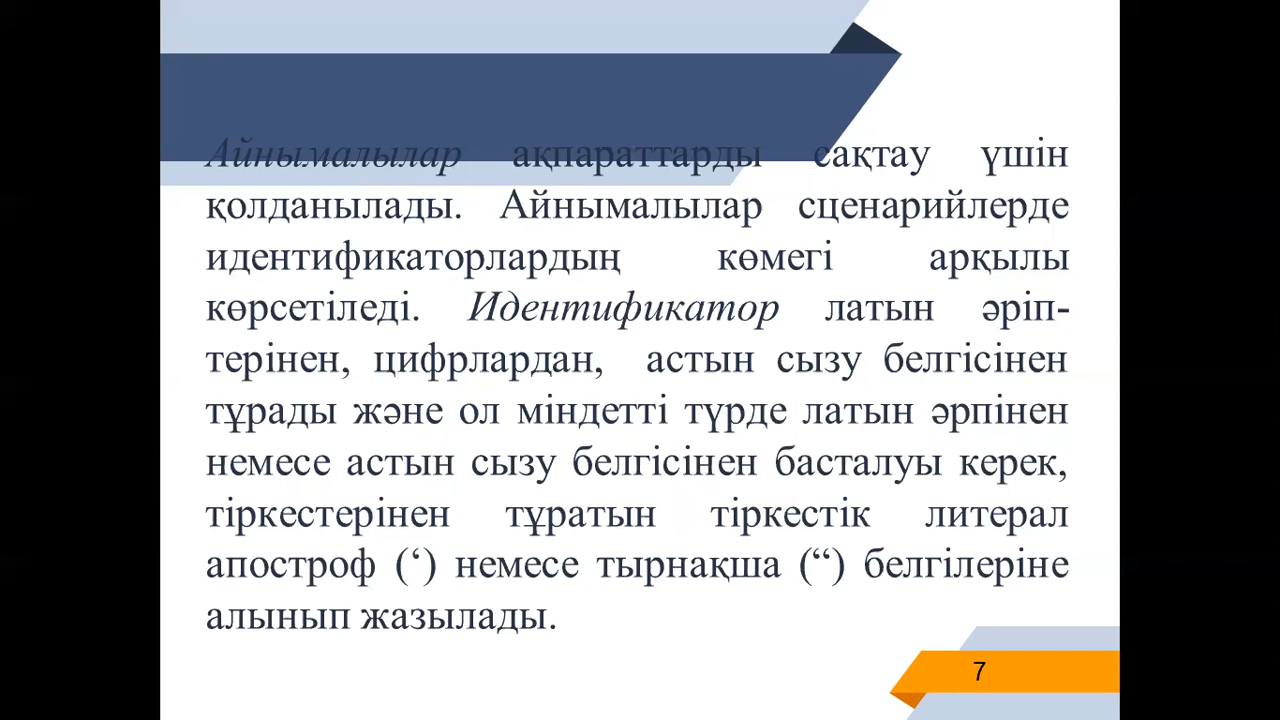 Айнымалылар ақпараттарды сақтау үшін
қолданылады. Айнымалылар сценарийлерде
идентификаторлардың көмегі арқылы
көрсетіледі. Идентификатор латын әріп-
терінен, цифрлардан, астын сызу белгісінен
тұрады және ол міндетті түрде латын әрпінен
немесе астын сызу белгісінен басталуы керек,
тіркестерінен тұратын тіркестік литерал
апостроф (‘) немесе тырнақша (“) белгілеріне
алынып жазылады.
7